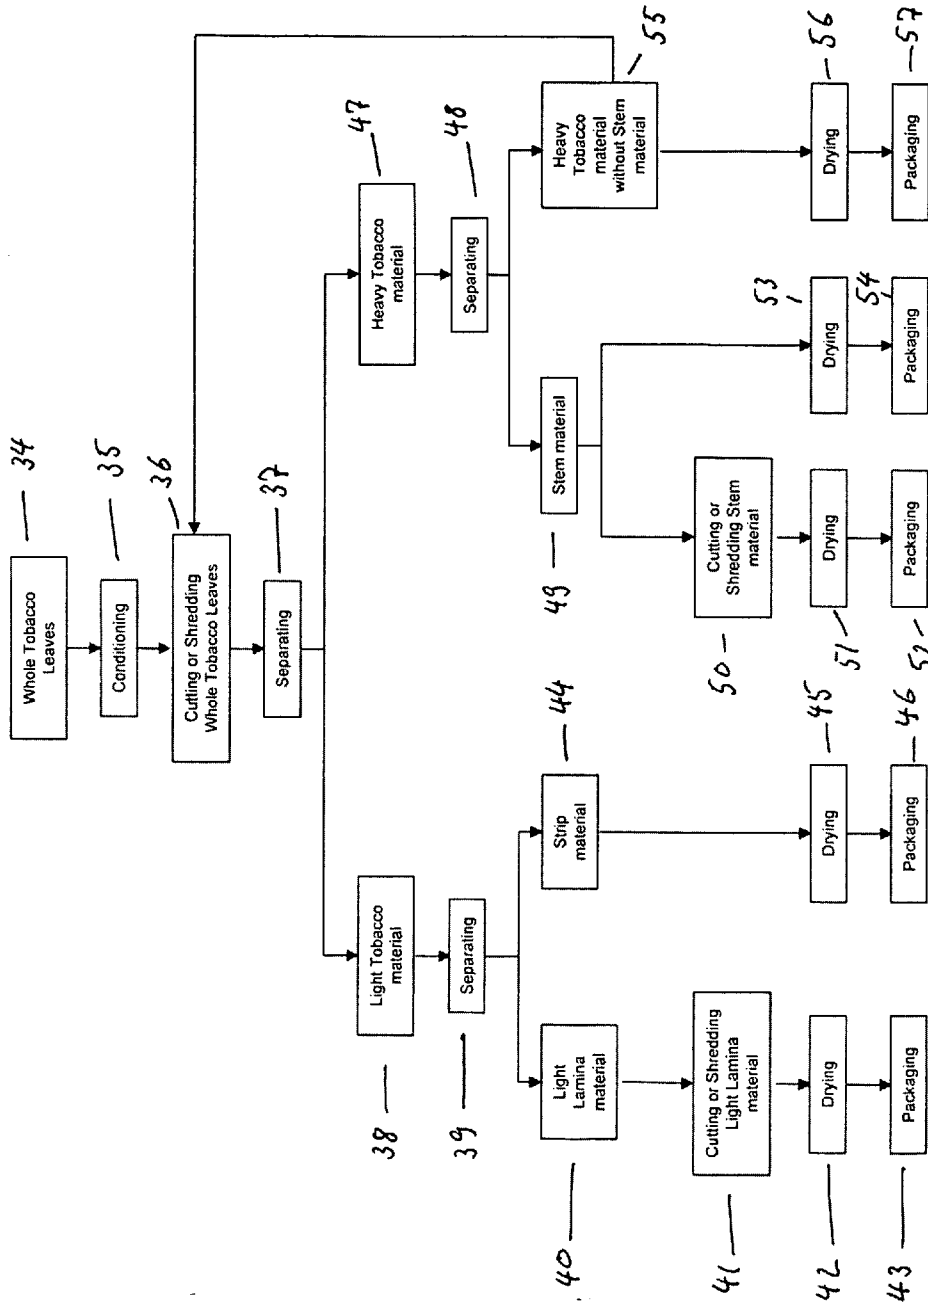 Whole Tobacco
Leaves
34
Conditioning
35
Cutting or Shredding
Whole Tobacco Leaves
36
Separating
37
Light Tobacco
material
38
Heavy Tobacco
material
47
Separating
39
Separating
48
Light
Lamina
material
40
Strip
material
44
Stem material
49
Heavy
Tobacco
material
without Stem
material
55
Cutting or Shredding
Light Lamina
material
41
Cutting or
Shredding Stem
material
50
Drying
42
Drying
45
Drying
51
Drying
53
Drying
56
Packaging
43
Packaging
46
Packaging
Packaging
54
Packaging
57